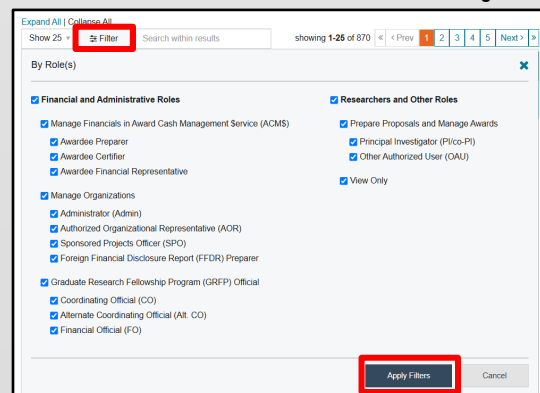 Expand All | Collapse All
Show 25 Filter Search within results showing 1-25 of 870 « < Prev 1 2 3 4 5 Next > »
By Role(s)
Financial and Administrative Roles
Manage Financials in Award Cash Management $ervice (ACM$)
Awardee Preparer
Awardee Certifier
Awardee Financial Representative
Manage Organizations
Administrator (Admin)
Authorized Organizational Representative (AOR)
Sponsored Projects Officer (SPO)
Foreign Financial Disclosure Report (FFDR) Preparer
Graduate Research Fellowship Program (GRFP) Official
Coordinating Official (CO)
Alternate Coordinating Official (Alt. CO)
Financial Official (FO)
Researchers and Other Roles
Prepare Proposals and Manage Awards
Principal Investigator (PI/co-PI)
Other Authorized User (OAU)
View Only
Apply Filters Cancel